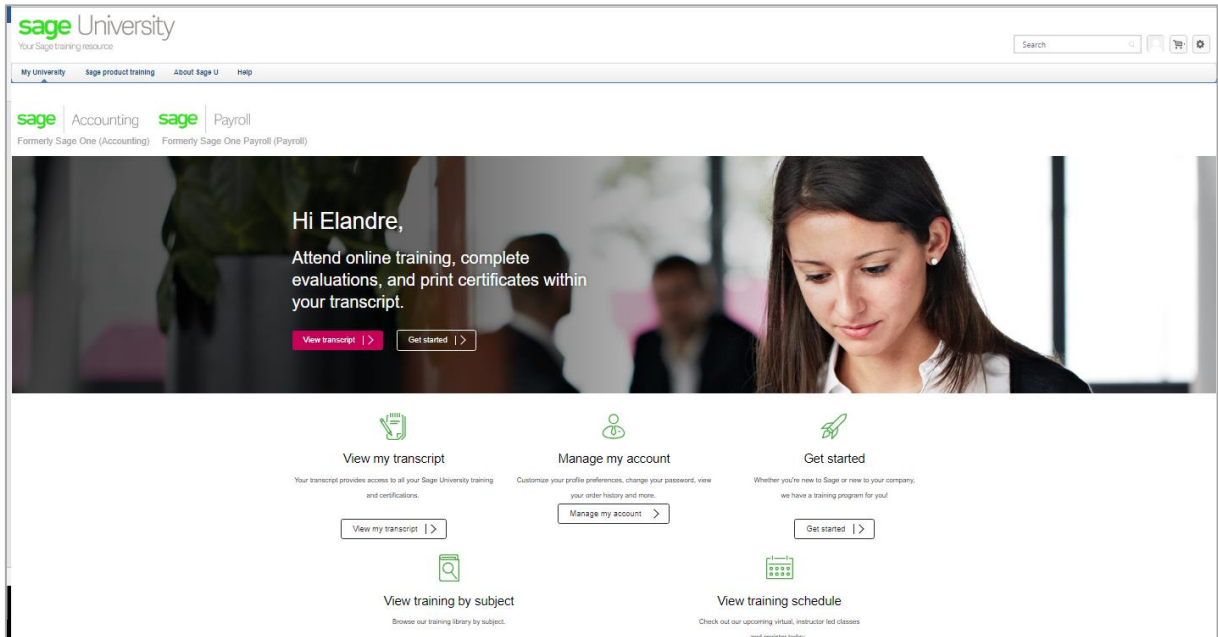 sage University
Your Sage training resource
Search
My University Sage product training About Sage U Help
sage Accounting sage Payroll
Formerly Sage One (Accounting) Formerly Sage One Payroll (Payroll)
Hi Elandre,
Attend online training, complete
evaluations, and print certificates within
your transcript.
View transcript Get started
View my transcript
Your transcript provides access to all your Sage University training
and certifications.
View my transcript
Manage my account
Customize your profile preferences, change your password, view
your order history and more.
Manage my account
Get started
Whether you're new to Sage or new to your company,
we have a training program for you!
Get started
View training by subject
Browse our training library by subject.
View training schedule
Check out our upcoming virtual, instructor led classes
and register today.